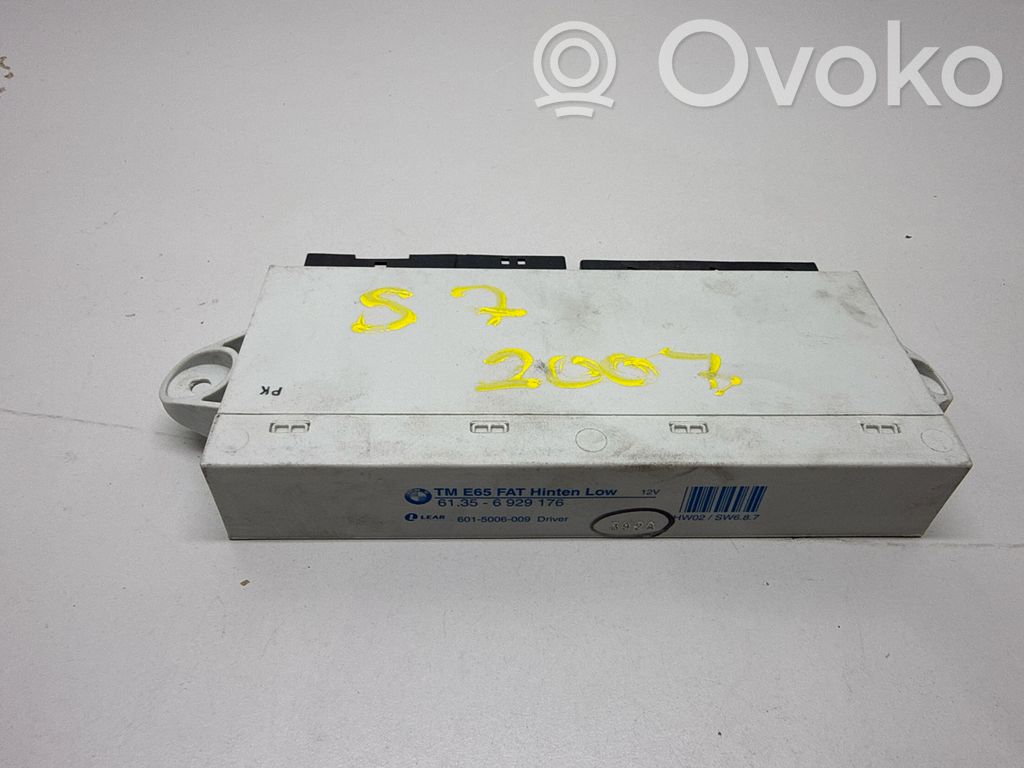 Ovoko
S 7
2007
PK
TM E65 FAT Hinten Low 12V
61.35 - 6 929 176
LEAR 601-5006-009 Driver
HW02 / SW6.8.7